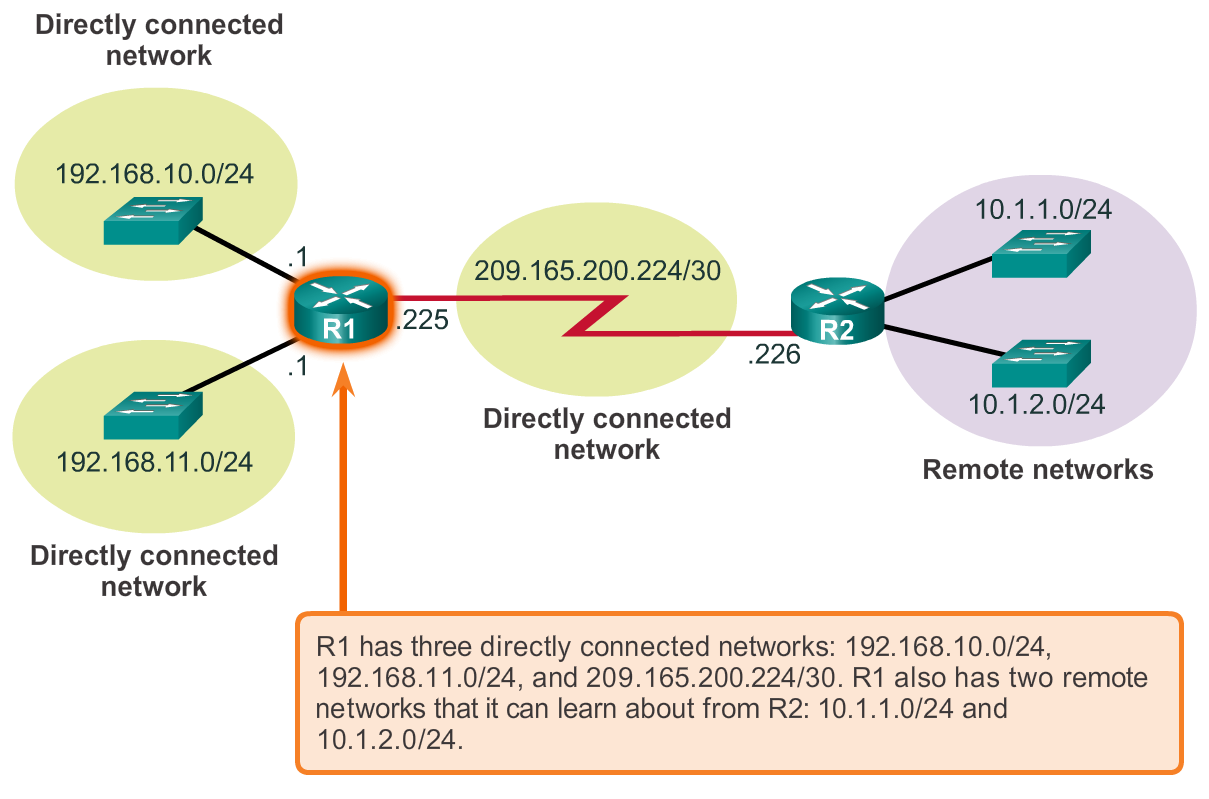 Directly connected
network
192.168.10.0/24
.1
R1
.1
192.168.11.0/24
Directly connected
network
209.165.200.224/30
.225
.226
Directly connected
network
R2
10.1.1.0/24
10.1.2.0/24
Remote networks
R1 has three directly connected networks: 192.168.10.0/24,
192.168.11.0/24, and 209.165.200.224/30. R1 also has two remote
networks that it can learn about from R2: 10.1.1.0/24 and
10.1.2.0/24.